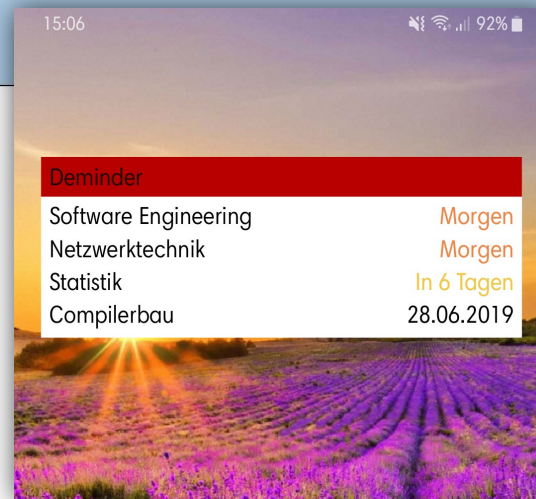 15:06 92%
Deminder
Software Engineering Morgen
Netzwerktechnik Morgen
Statistik In 6 Tagen
Compilerbau 28.06.2019